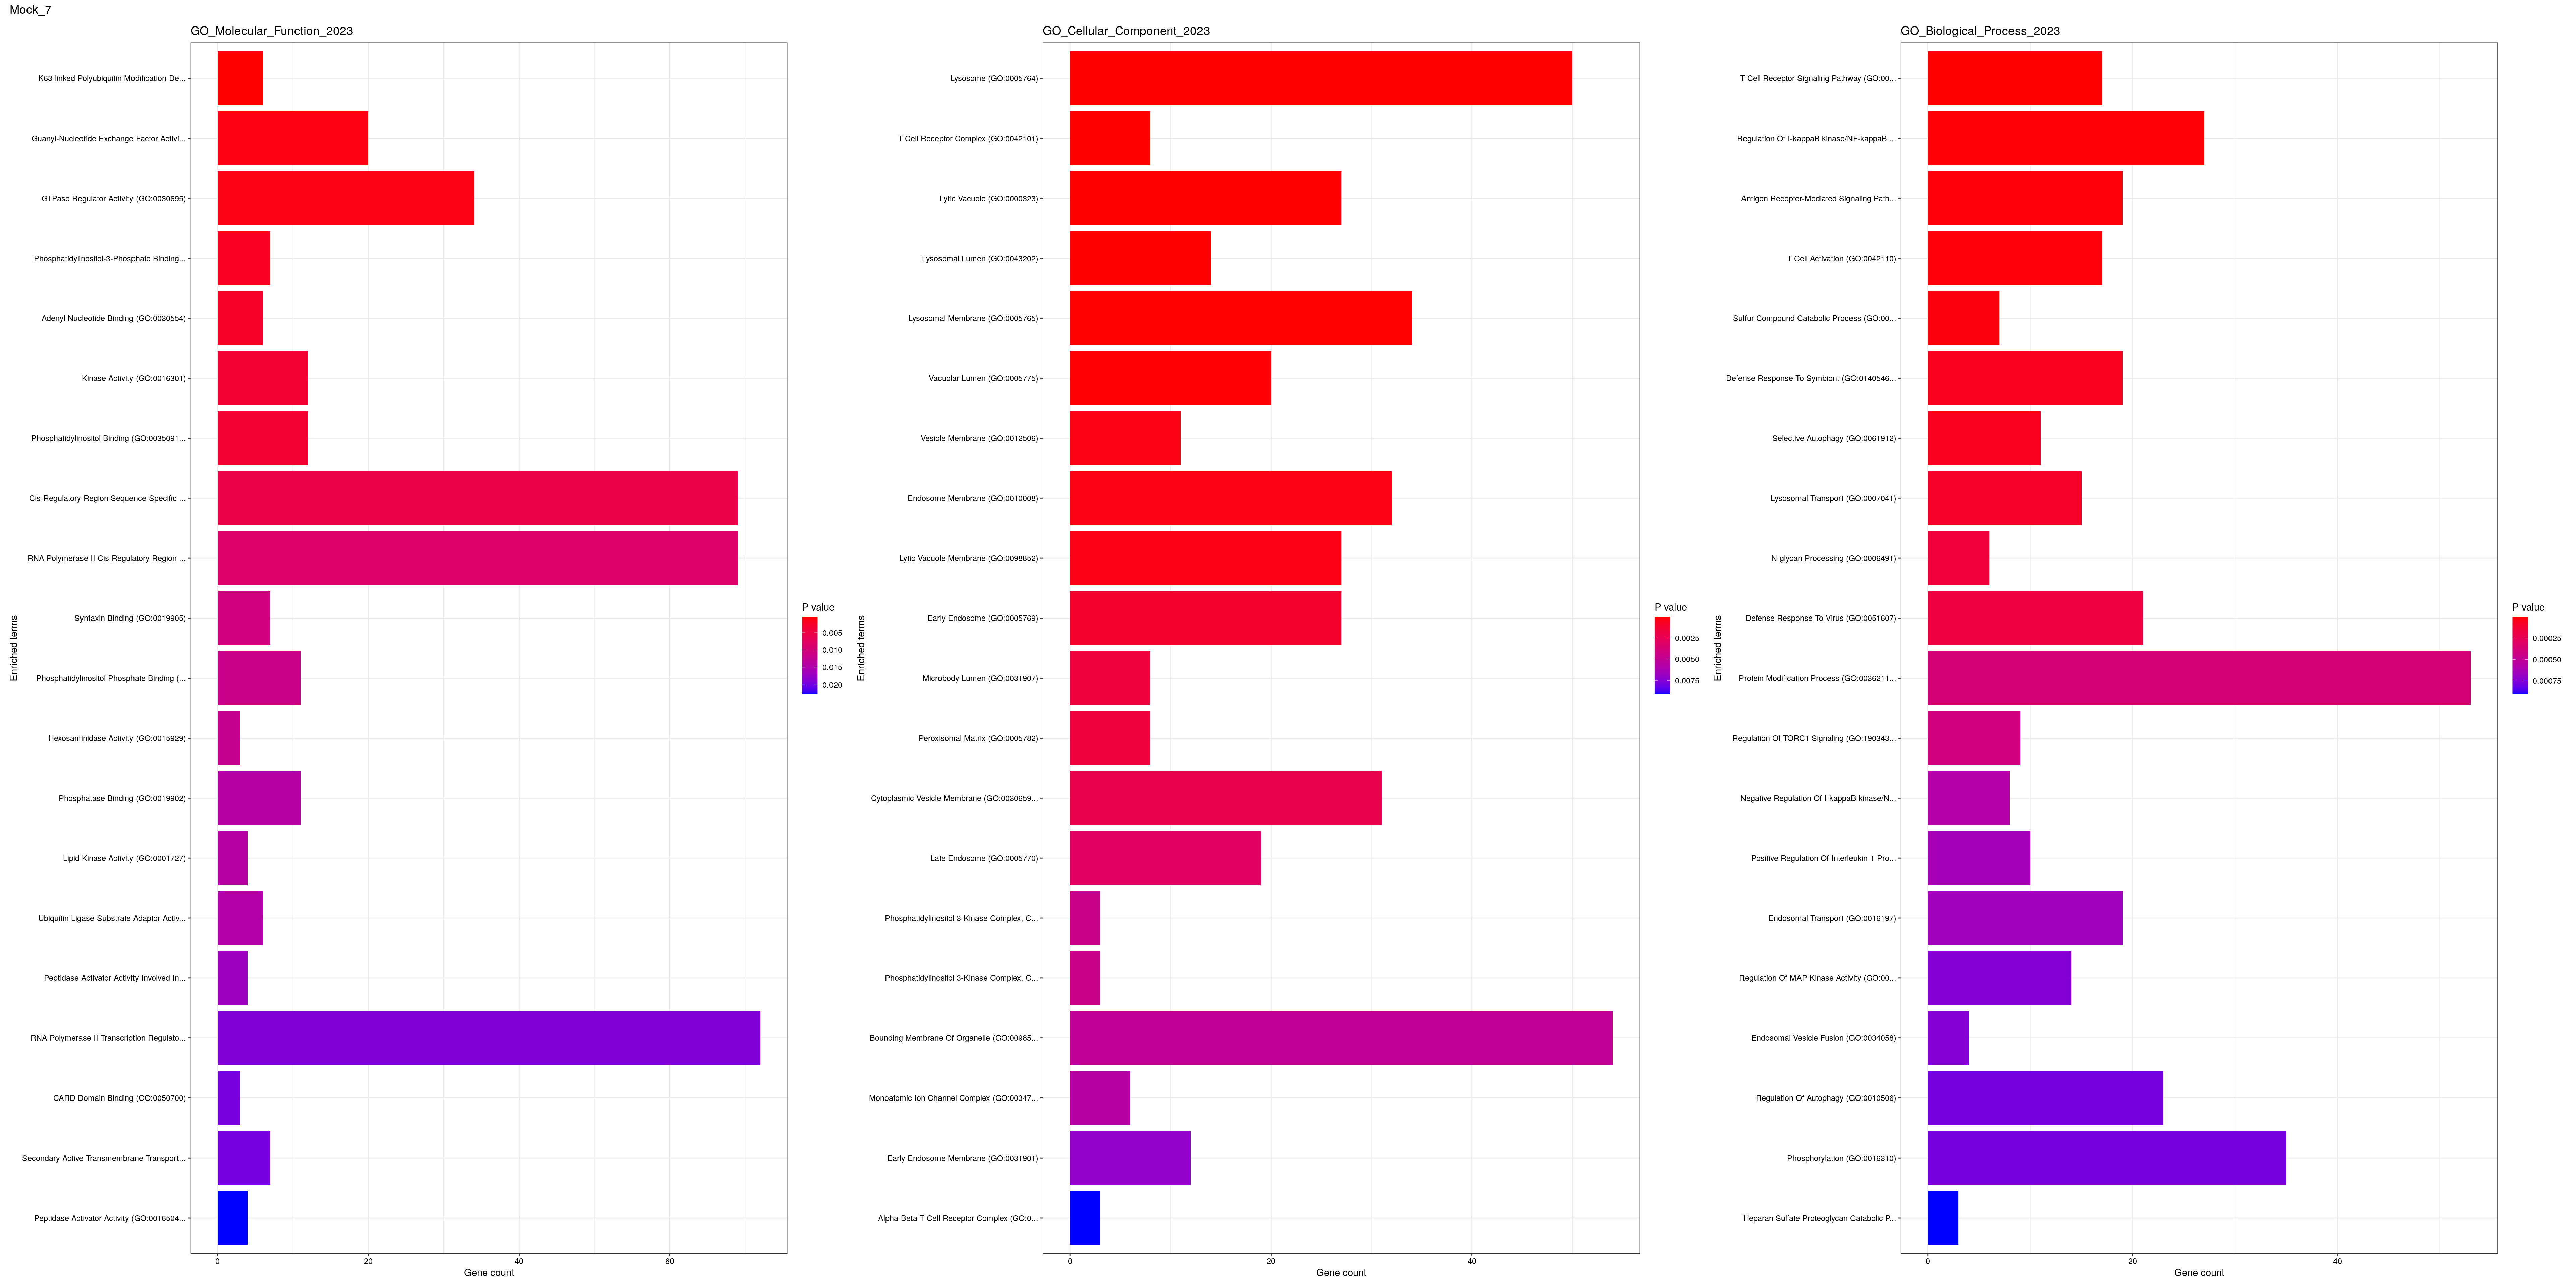 Mock_7
GO_Molecular_Function_2023
K63-linked Polyubiquitin Modification-De...
Guanyl-Nucleotide Exchange Factor Activi...
GTPase Regulator Activity (GO:0030695)
Phosphatidylinositol-3-Phosphate Binding...
Adenyl Nucleotide Binding (GO:0030554)
Kinase Activity (GO:0016301)
Phosphatidylinositol Binding (GO:0035091...
Cis-Regulatory Region Sequence-Specific ...
RNA Polymerase II Cis-Regulatory Region ...
Syntaxin Binding (GO:0019905)
Phosphatidylinositol Phosphate Binding (...
Hexosaminidase Activity (GO:0015929)
Phosphatase Binding (GO:0019902)
Lipid Kinase Activity (GO:0001727)
Ubiquitin Ligase-Substrate Adaptor Activ...
Peptidase Activator Activity Involved In...
RNA Polymerase II Transcription Regulato...
CARD Domain Binding (GO:0050700)
Secondary Active Transmembrane Transport...
Peptidase Activator Activity (GO:0016504...
Enriched terms
0 20 40 60
Gene count
P value
0.005
0.010
0.015
0.020
GO_Cellular_Component_2023
Lysosome (GO:0005764)
T Cell Receptor Complex (GO:0042101)
Lytic Vacuole (GO:0000323)
Lysosomal Lumen (GO:0043202)
Lysosomal Membrane (GO:0005765)
Vacuolar Lumen (GO:0005775)
Vesicle Membrane (GO:0012506)
Endosome Membrane (GO:0010008)
Lytic Vacuole Membrane (GO:0098852)
Early Endosome (GO:0005769)
Microbody Lumen (GO:0031907)
Peroxisomal Matrix (GO:0005782)
Cytoplasmic Vesicle Membrane (GO:0030659...
Late Endosome (GO:0005770)
Phosphatidylinositol 3-Kinase Complex, C...
Phosphatidylinositol 3-Kinase Complex, C...
Bounding Membrane Of Organelle (GO:00985...
Monoatomic Ion Channel Complex (GO:00347...
Early Endosome Membrane (GO:0031901)
Alpha-Beta T Cell Receptor Complex (GO:0...
Enriched terms
0 20 40
Gene count
P value
0.0025
0.0050
0.0075
GO_Biological_Process_2023
T Cell Receptor Signaling Pathway (GO:00...
Regulation Of I-kappaB kinase/NF-kappaB ...
Antigen Receptor-Mediated Signaling Path...
T Cell Activation (GO:0042110)
Sulfur Compound Catabolic Process (GO:00...
Defense Response To Symbiont (GO:0140546...
Selective Autophagy (GO:0061912)
Lysosomal Transport (GO:0007041)
N-glycan Processing (GO:0006491)
Defense Response To Virus (GO:0051607)
Protein Modification Process (GO:0036211...
Regulation Of TORC1 Signaling (GO:190343...
Negative Regulation Of I-kappaB kinase/N...
Positive Regulation Of Interleukin-1 Pro...
Endosomal Transport (GO:0016197)
Regulation Of MAP Kinase Activity (GO:00...
Endosomal Vesicle Fusion (GO:0034058)
Regulation Of Autophagy (GO:0010506)
Phosphorylation (GO:0016310)
Heparan Sulfate Proteoglycan Catabolic P...
Enriched terms
0 20 40
Gene count
P value
0.00025
0.00050
0.00075